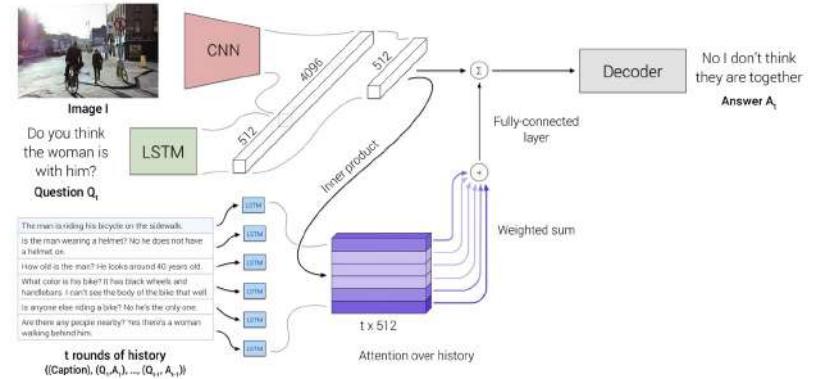 CNN
4096
512
512
Σ
Decoder
No I don't think
they are together
Answer At
Image I
Do you think
the woman is
with him?
Question Qt
LSTM
Inner product
Fully-connected
layer
+
Weighted sum
The man is riding his bicycle on the sidewalk.
Is the man wearing a helmet? No he does not have
a helmet on.
How old is the man? He looks around 40 years old.
What color is his bike? It has black wheels and
handlebars. I can't see the body of the bike that well.
Is anyone else riding a bike? No he's the only one.
Are there any people nearby? Yes there's a woman
walking behind him.
LSTM
LSTM
LSTM
LSTM
LSTM
LSTM
t x 512
t rounds of history
{(Caption), (Q1,A1), ..., (Qt-1, At-1)}
Attention over history